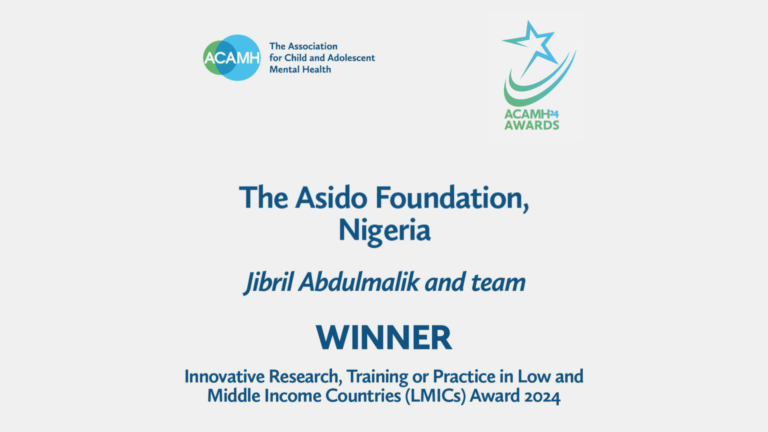 ACAMH
The Association
for Child and Adolescent
Mental Health
ACAMH24
AWARDS
The Asido Foundation,
Nigeria
Jibril Abdulmalik and team
WINNER
Innovative Research, Training or Practice in Low and
Middle Income Countries (LMICs) Award 2024